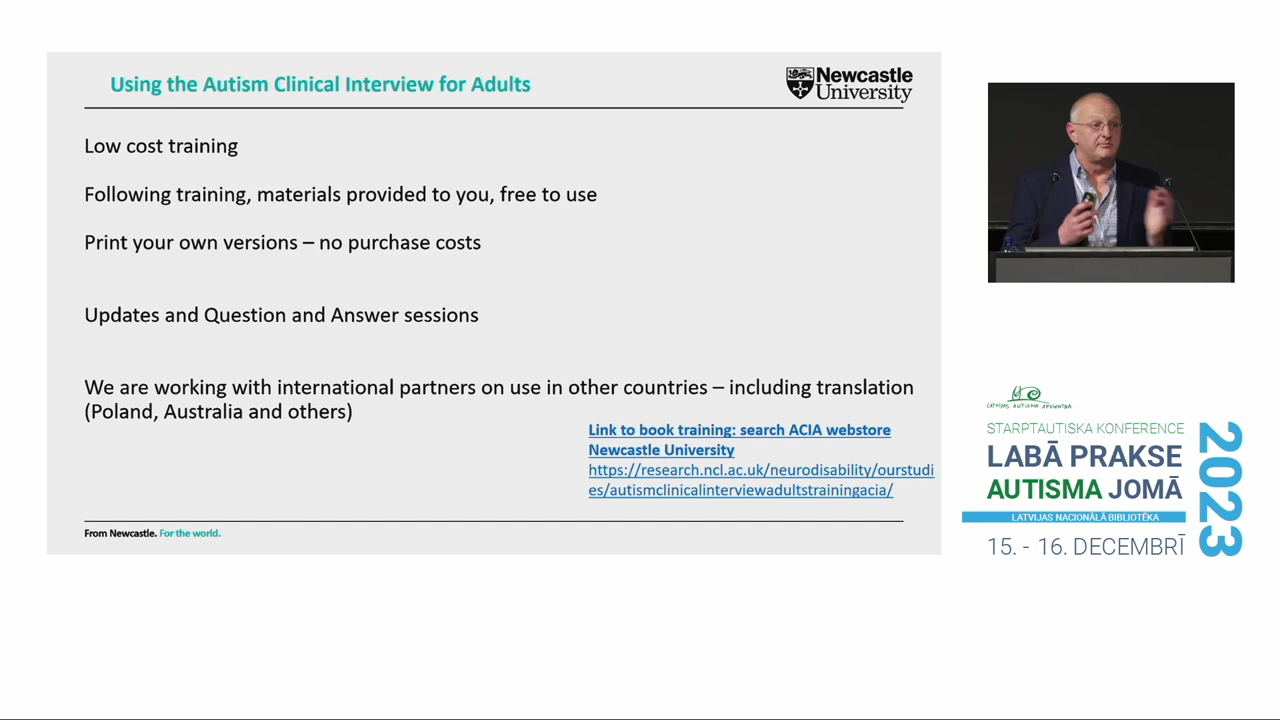 Using the Autism Clinical Interview for Adults
Newcastle
University
Low cost training
Following training, materials provided to you, free to use
Print your own versions – no purchase costs
Updates and Question and Answer sessions
We are working with international partners on use in other countries – including translation
(Poland, Australia and others)
Link to book training: search ACIA webstore
Newcastle University
https://research.ncl.ac.uk/neurodisability/ourstudi
es/autismclinicalinterviewadultstrainingacia/
From Newcastle. For the world.
LATVIJAS AUTISMA APVIENĪBA
STARPTAUTISKA KONFERENCE
LABĀ PRAKSE
AUTISMA JOMĀ
LATVIJAS NACIONĀLĀ BIBLIOTĒKA
15. - 16. DECEMBRĪ
2023